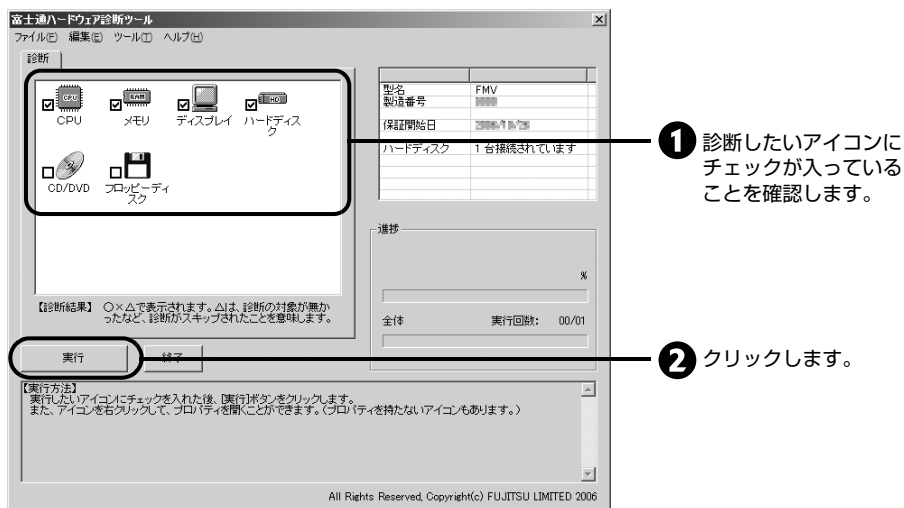 富士通ハードウェア診断ツール
ファイル(F) 編集(E) ツール(T) ヘルプ(H)
診断
CPU
CPU
RAM
メモリ
ディスプレイ
HD
ハードディス
ク
CD/DVD
フロッピーディ
スク
【診断結果】 ○×△で表示されます。△は、診断の対象が無か
ったなど、診断がスキップされたことを意味します。
型名 FMV
製造番号
保証開始日
ハードディスク 1 台接続されています
進捗
%
全体 実行回数: 00/01
実行
終了
【実行方法】
実行したいアイコンにチェックを入れた後、[実行]ボタンをクリックします。
また、アイコンを右クリックして、プロパティを開くことができます。(プロパティを持たないアイコンもあります。)
All Rights Reserved, Copyright(c) FUJITSU LIMITED 2006
1 診断したいアイコンに
チェックが入っている
ことを確認します。
2 クリックします。